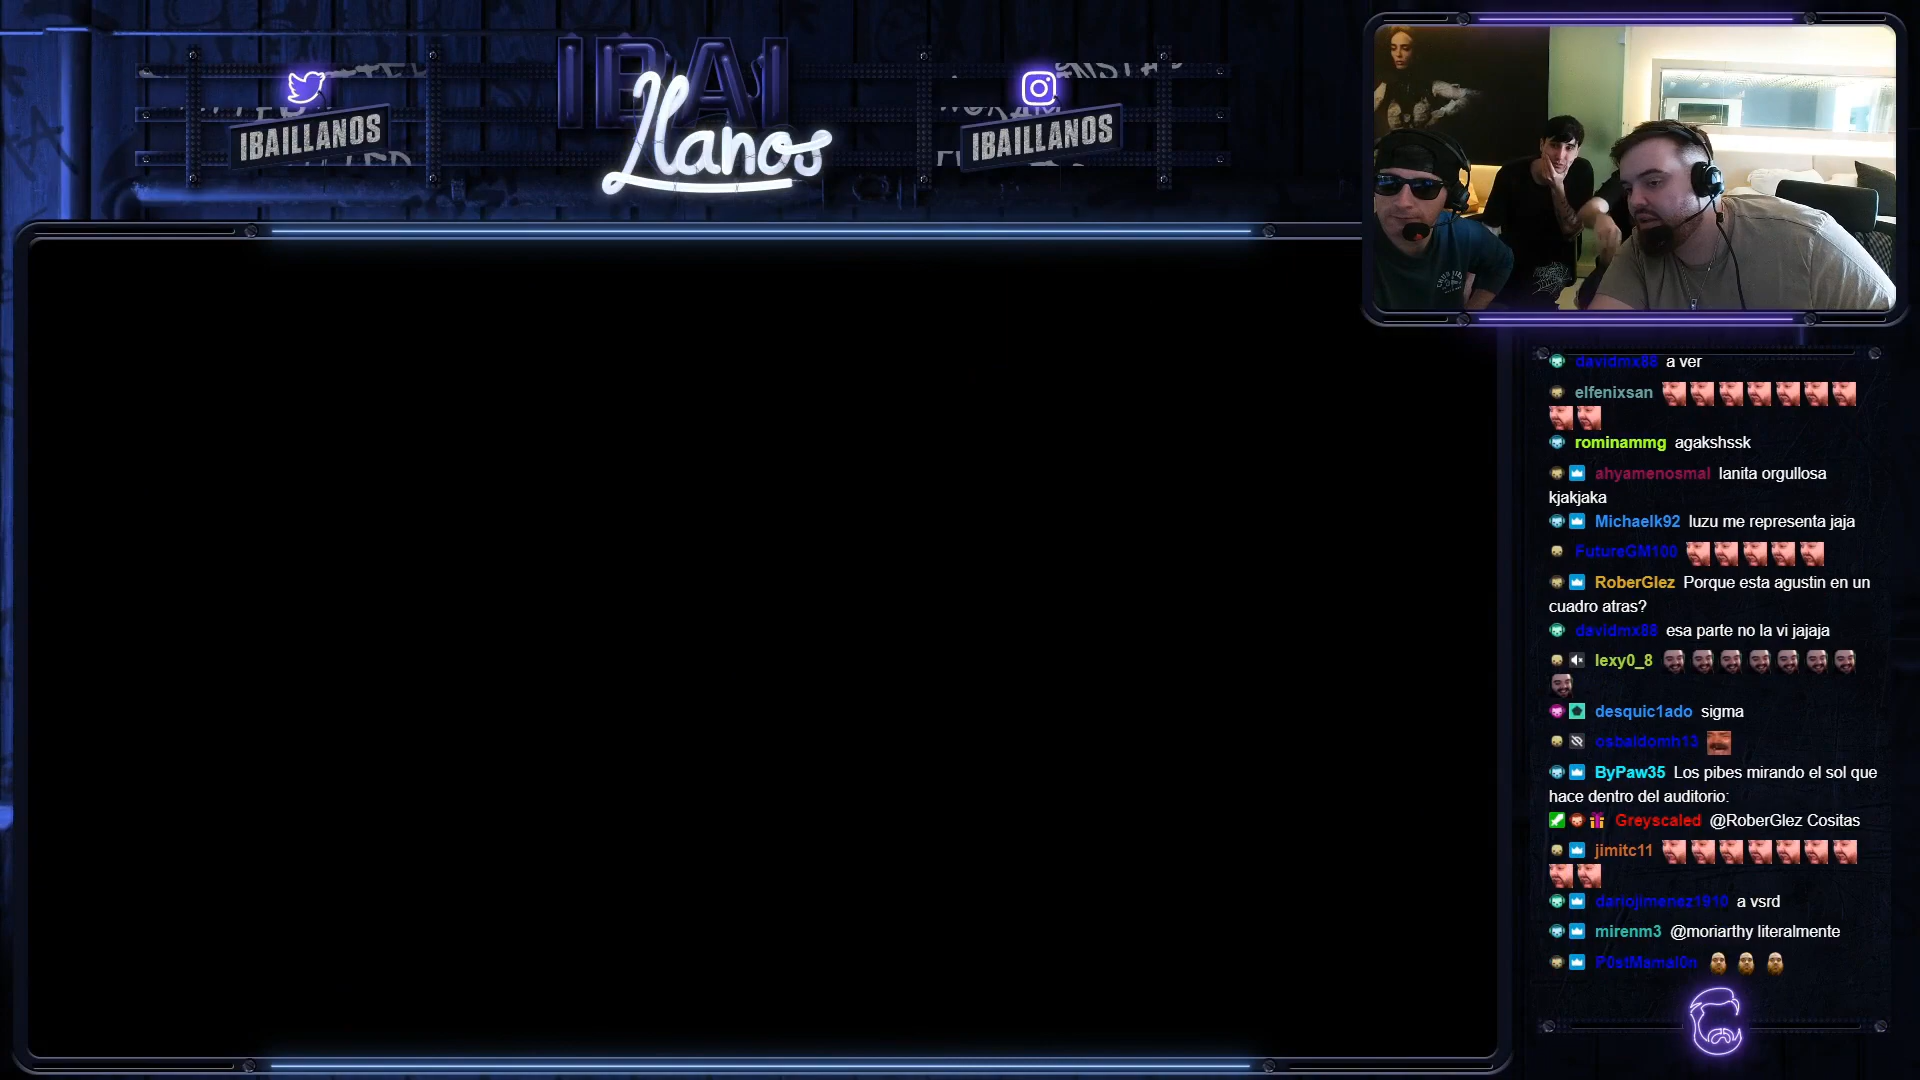 IBAI
Llanos
IBAILLANOS
IBAILLANOS
davidmx88 a ver
elfenixsan
rominammg agakshssk
ahyamenosmal lanita orgullosa
kjakjaka
Michaelk92 luzu me representa jaja
FutureGM100
RoberGlez Porque esta agustin en un
cuadro atras?
davidmx88 esa parte no la vi jajaja
lexy0_8
desquic1ado sigma
osbaldomh13
ByPaw35 Los pibes mirando el sol que
hace dentro del auditorio:
Greyscaled @RoberGlez Cositas
jimitc11
dariojimenez1910 a vsrd
mirenm3 @moriarthy literalmente
P0stMamal0n